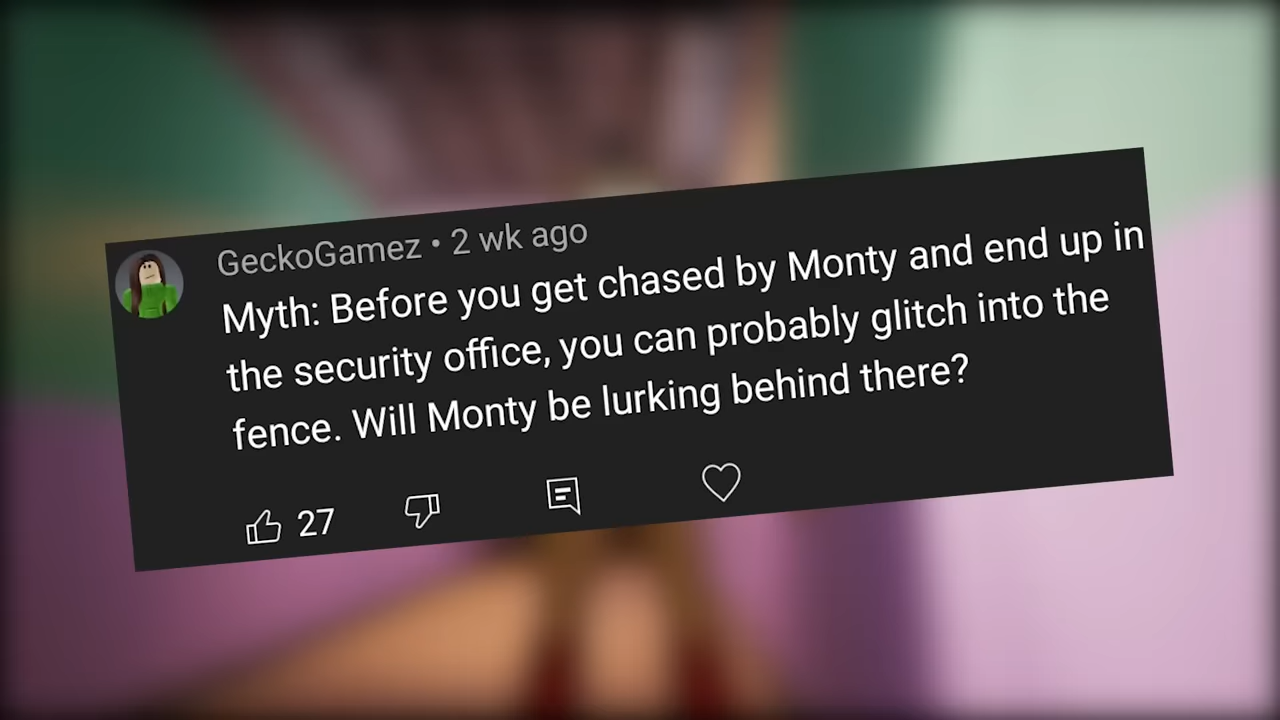 GeckoGamez • 2 wk ago
Myth: Before you get chased by Monty and end up in
the security office, you can probably glitch into the
fence. Will Monty be lurking behind there?
27